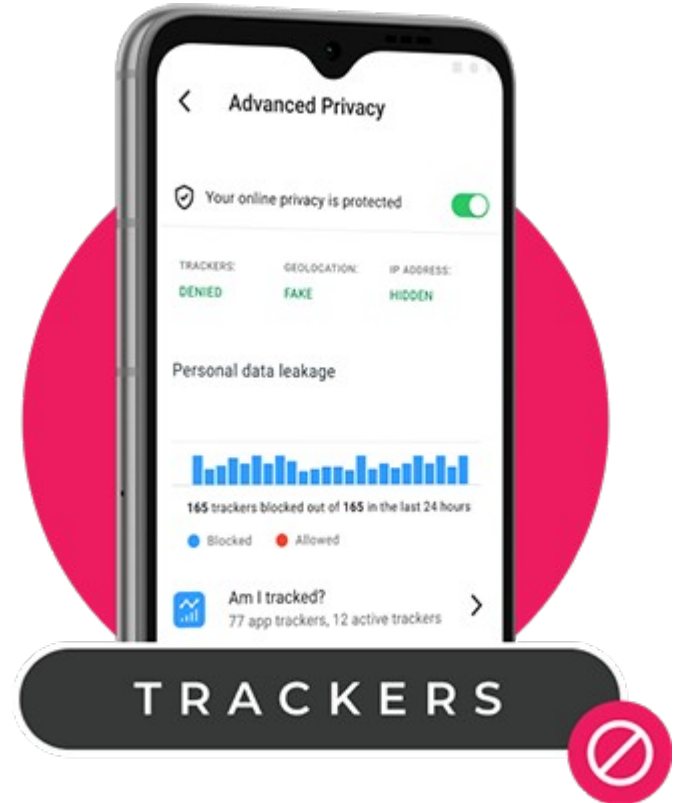 Advanced Privacy
Your online privacy is protected
TRACKERS: GEOLOCATION: IP ADDRESS:
DENIED FAKE HIDDEN
Personal data leakage
165 trackers blocked out of 165 in the last 24 hours
Blocked Allowed
Am I tracked?
77 app trackers, 12 active trackers
TRACKERS